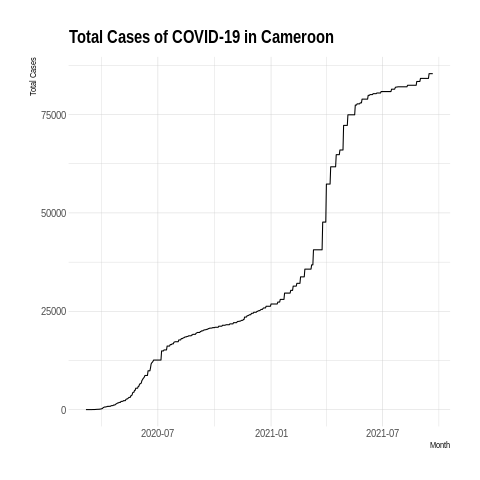 Total Cases of COVID-19 in Cameroon
Total Cases
75000
50000
25000
0
2020-07
2021-01
2021-07
Month